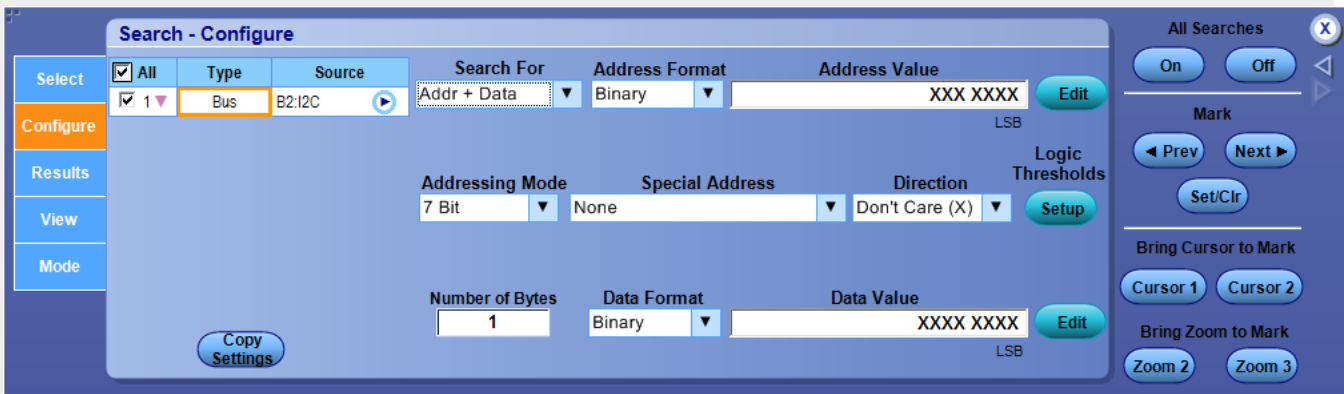 Search - Configure
Select
Configure
Results
View
Mode
All Type Source
1 Bus B2:I2C
Copy
Settings
Search For Address Format Address Value
Addr + Data Binary XXX XXXX Edit
LSB
Logic
Thresholds
Addressing Mode Special Address Direction
7 Bit None Don't Care (X) Setup
Number of Bytes Data Format Data Value
1 Binary XXXX XXXX Edit
LSB
All Searches X
On Off
Mark
◄ Prev Next ►
Set/Clr
Bring Cursor to Mark
Cursor 1 Cursor 2
Bring Zoom to Mark
Zoom 2 Zoom 3